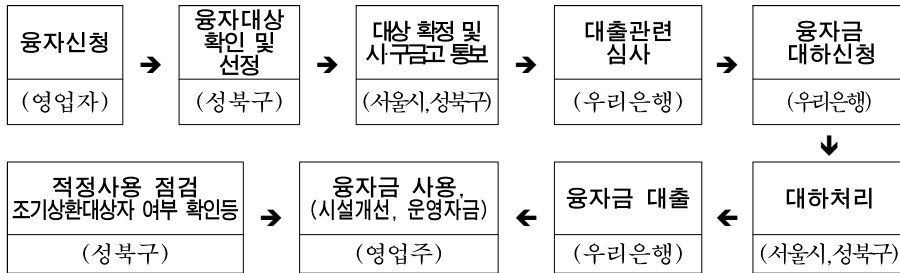 융자신청
(영업자)
➔
융자대상
확인 및
선정
(성북구)
➔
대상 확정 및
시·구금고 통보
(서울시,성북구)
➔
대출관련
심사
(우리은행)
➔
융자금
대하신청
(우리은행)
➔
대하처리
(서울시,성북구)
융자금 대출
(우리은행)
융자금 사용.
(시설개선, 운영자금)
(영업주)
적정사용 점검
조기상환대상자 여부 확인등
(성북구)